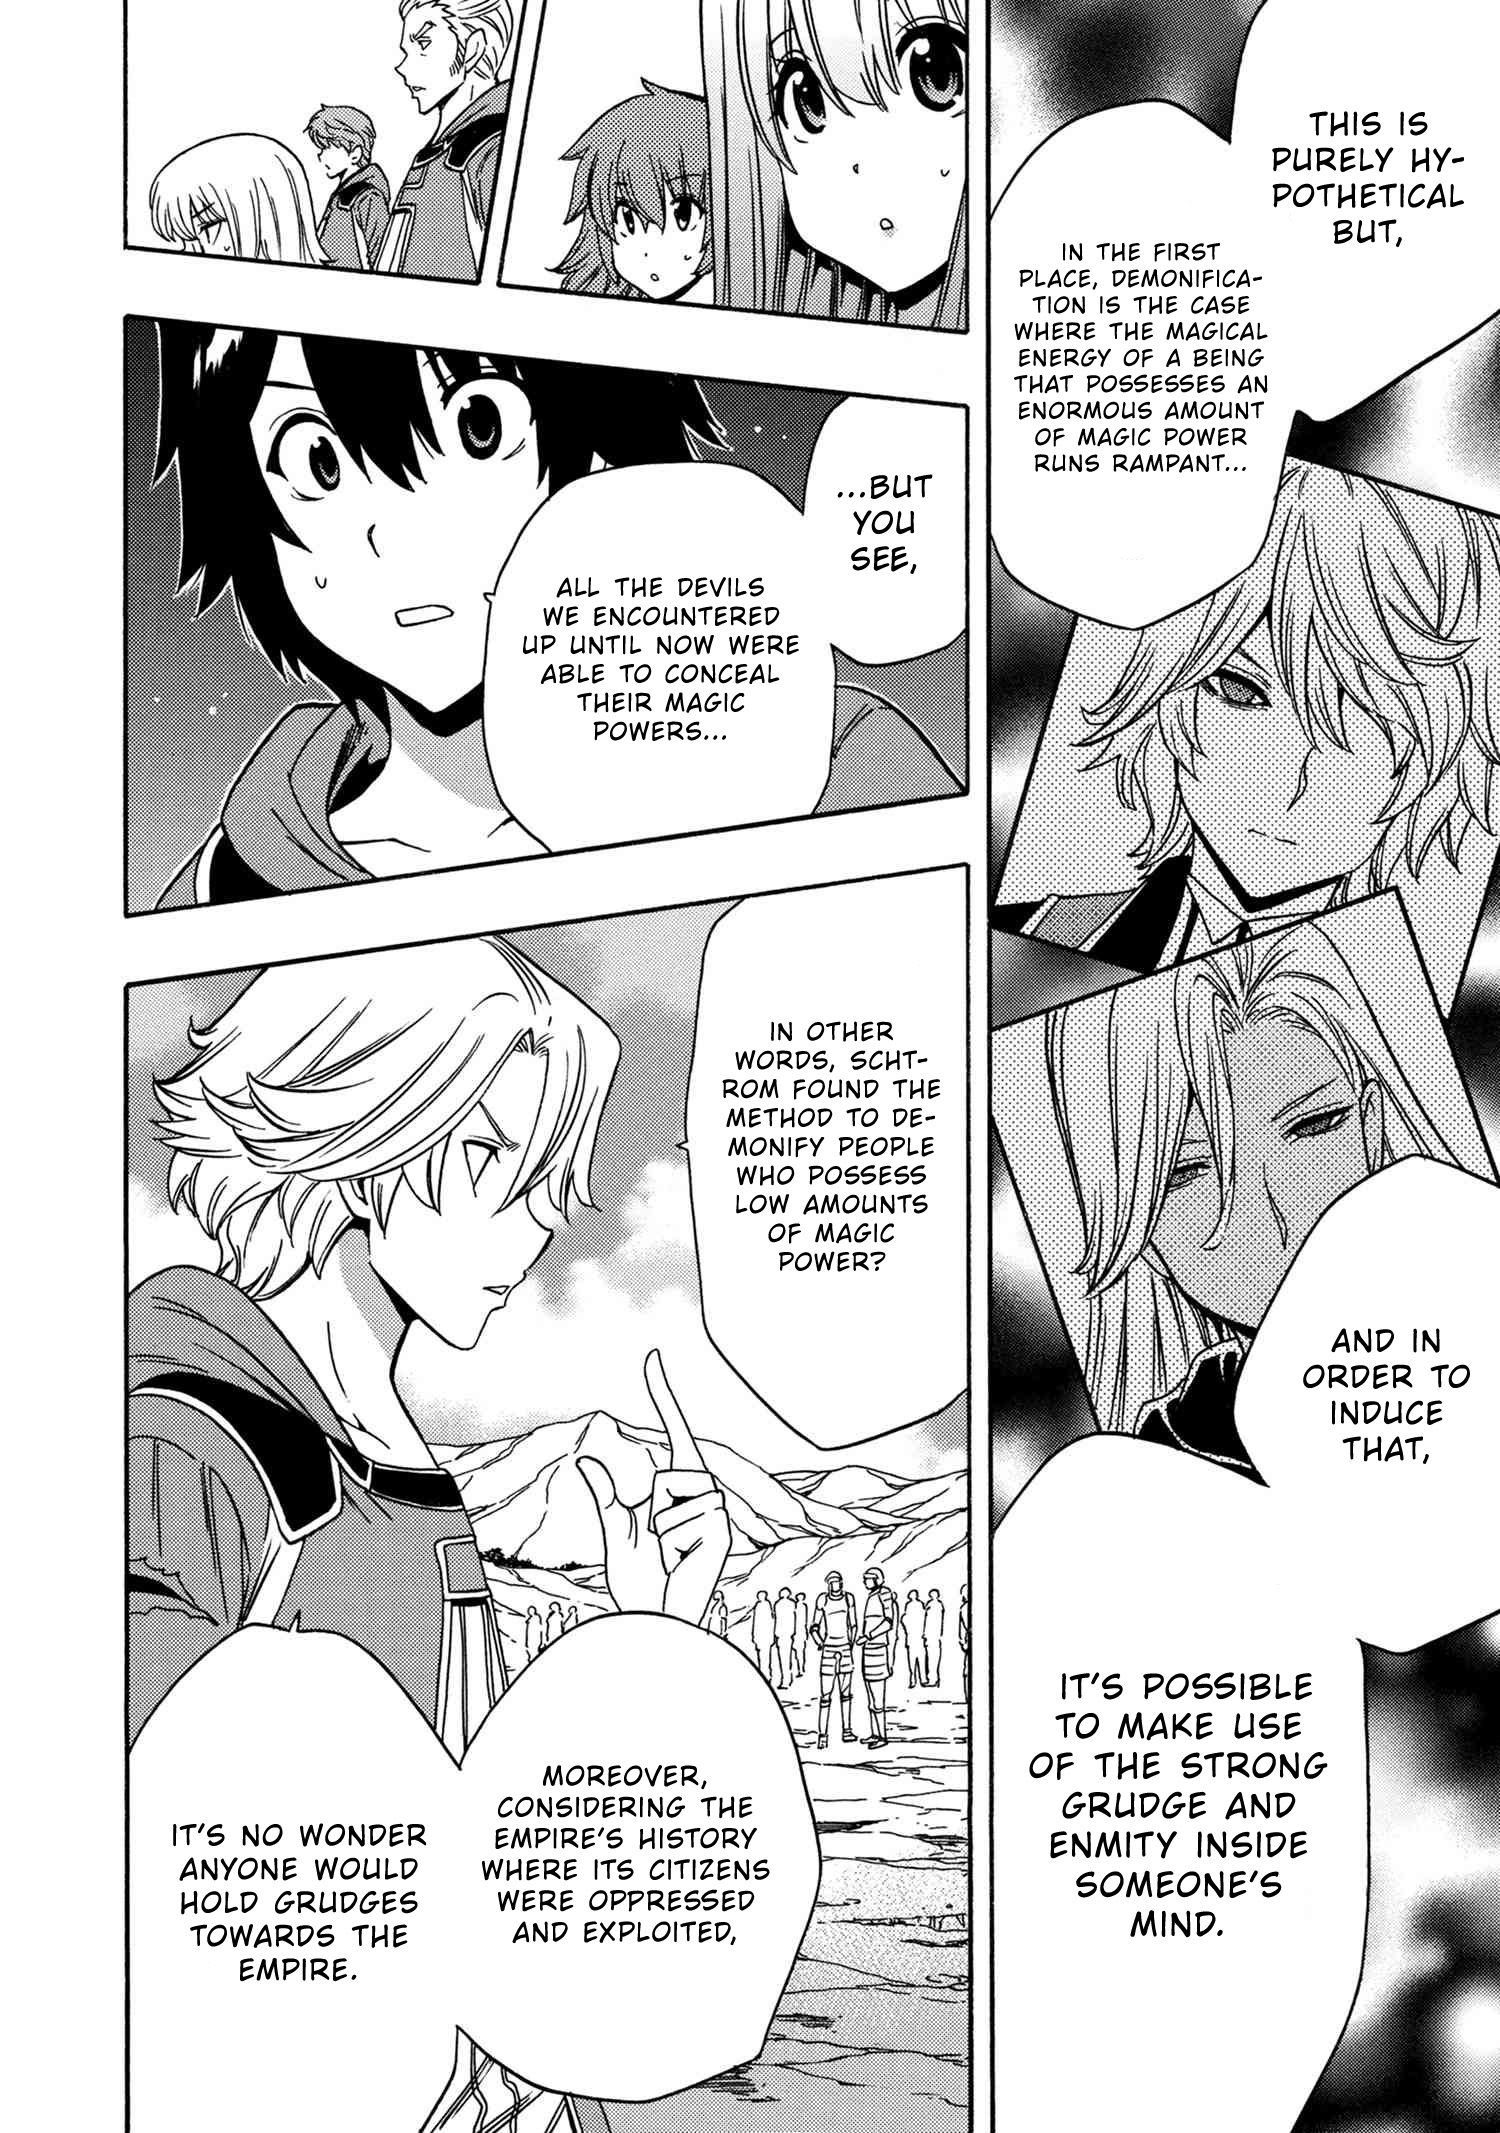 THIS IS
PURELY HY-
POTHETICAL
BUT,
IN THE FIRST
PLACE, DEMONIFICA-
TION IS THE CASE
WHERE THE MAGICAL
ENERGY OF A BEING
THAT POSSESSES AN
ENORMOUS AMOUNT
OF MAGIC POWER
RUNS RAMPANT...
AND IN
ORDER TO
INDUCE
THAT,
IT'S POSSIBLE
TO MAKE USE
OF THE STRONG
GRUDGE AND
ENMITY INSIDE
SOMEONE'S
MIND.
...BUT
YOU
SEE,
ALL THE DEVILS
WE ENCOUNTERED
UP UNTIL NOW WERE
ABLE TO CONCEAL
THEIR MAGIC
POWERS...
IN OTHER
WORDS, SCHT-
ROM FOUND THE
METHOD TO DE-
MONIFY PEOPLE
WHO POSSESS
LOW AMOUNTS
OF MAGIC
POWER?
MOREOVER,
CONSIDERING THE
EMPIRE'S HISTORY
WHERE ITS CITIZENS
WERE OPPRESSED
AND EXPLOITED,
IT'S NO WONDER
ANYONE WOULD
HOLD GRUDGES
TOWARDS THE
EMPIRE.